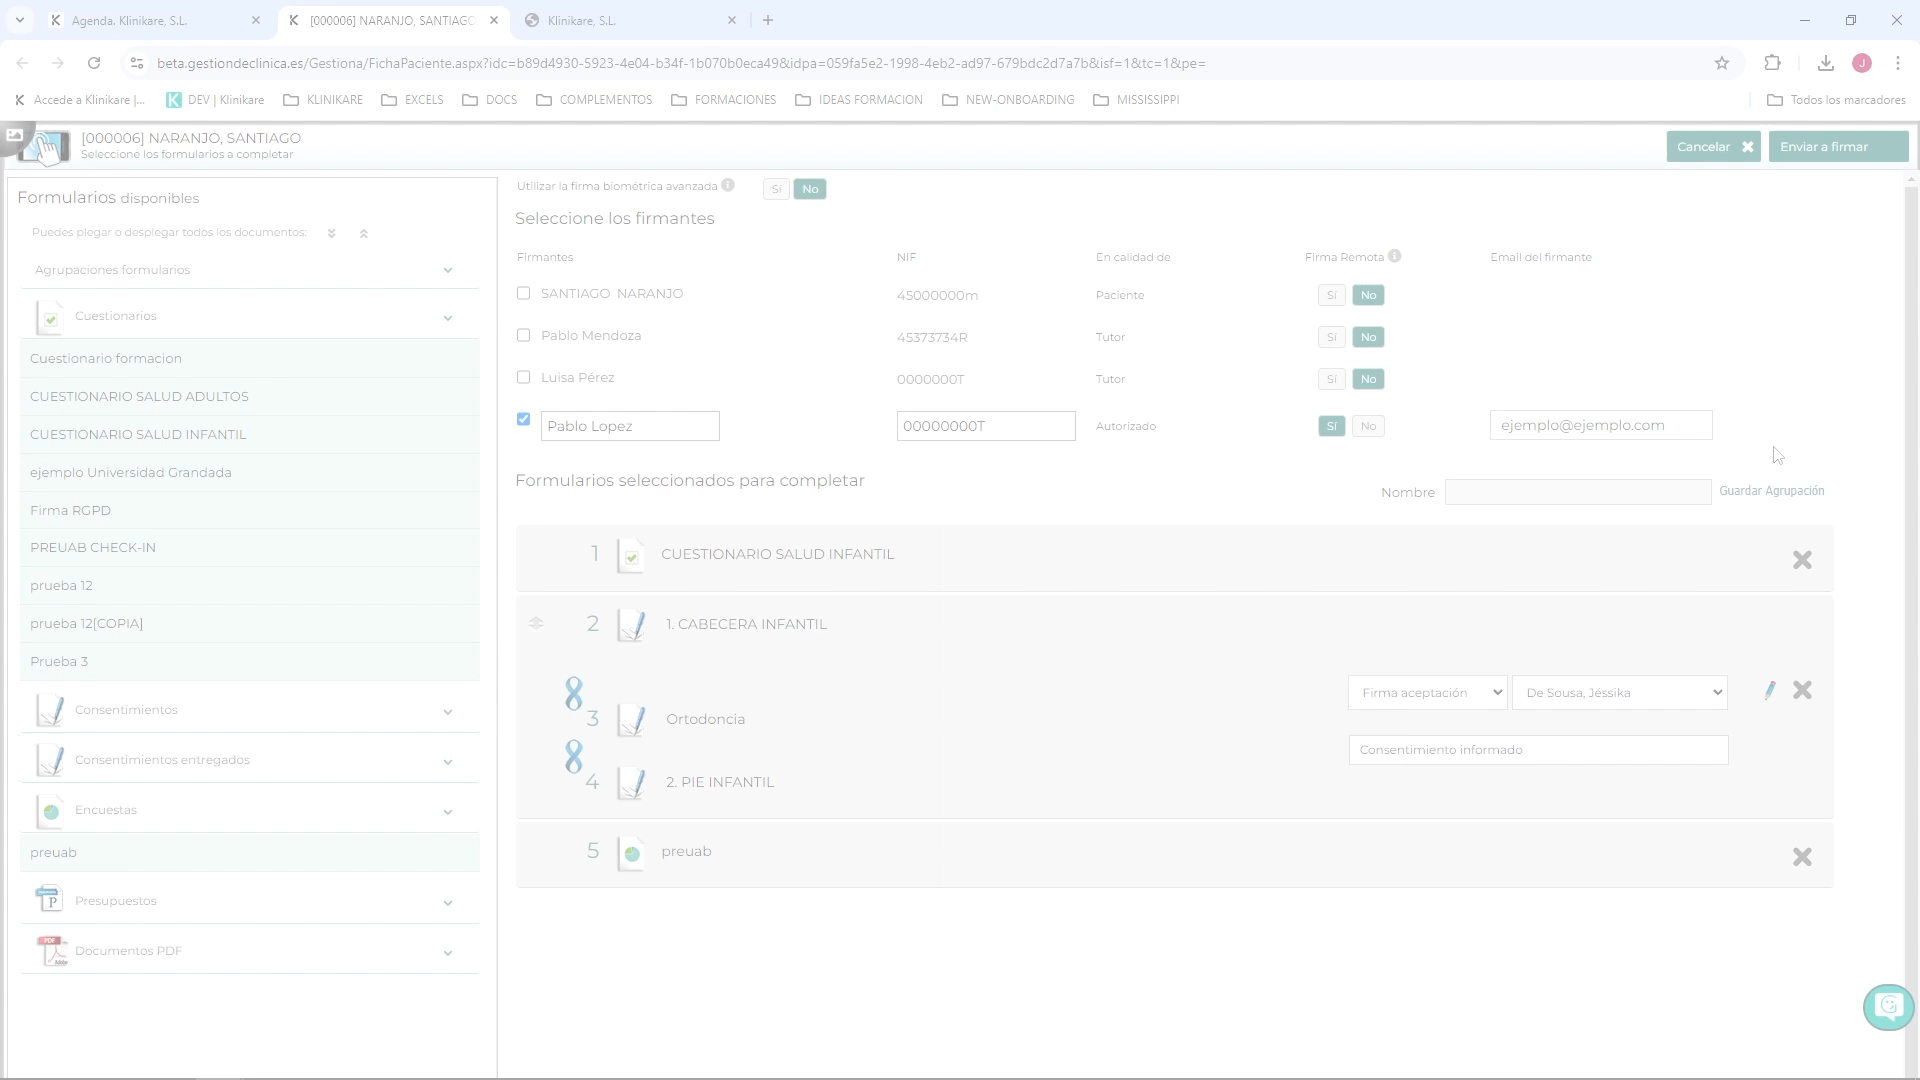 Agenda. Klinikare, S.L.
[000006] NARANJO, SANTIAGO
Klinikare, S.L.
beta.gestiondeclinica.es/Gestiona/FichaPaciente.aspx?idc=b89d4930-5923-4e04-b34f-1b070b0eca49&idpa=059fa5e2-1998-4eb2-ad97-679bdc2d7a7b&isf=1&tc=1&pe=
J
Accede a Klinikare |...
DEV | Klinikare
KLINIKARE
EXCELS
DOCS
COMPLEMENTOS
FORMACIONES
IDEAS FORMACION
NEW-ONBOARDING
MISSISSIPPI
Todos los marcadores
[000006] NARANJO, SANTIAGO
Seleccione los formularios a completar
Cancelar
Enviar a firmar
Formularios disponibles
Puedes plegar o desplegar todos los documentos:
Agrupaciones formularios
Cuestionarios
Cuestionario formacion
CUESTIONARIO SALUD ADULTOS
CUESTIONARIO SALUD INFANTIL
ejemplo Universidad Grandada
Firma RGPD
PREUAB CHECK-IN
prueba 12
prueba 12[COPIA]
Prueba 3
Consentimientos
Consentimientos entregados
Encuestas
preuab
Presupuestos
Documentos PDF
Utilizar la firma biométrica avanzada
Sí No
Seleccione los firmantes
Firmantes NIF En calidad de Firma Remota Email del firmante
SANTIAGO NARANJO 45000000m Paciente Sí No
Pablo Mendoza 45373734R Tutor Sí No
Luisa Pérez 0000000T Tutor Sí No
Pablo Lopez 00000000T Autorizado Sí No ejemplo@ejemplo.com
Formularios seleccionados para completar
Nombre Guardar Agrupación
1 CUESTIONARIO SALUD INFANTIL
2 1. CABECERA INFANTIL
Firma aceptación De Sousa, Jéssika
3 Ortodoncia
Consentimiento informado
4 2. PIE INFANTIL
5 preuab